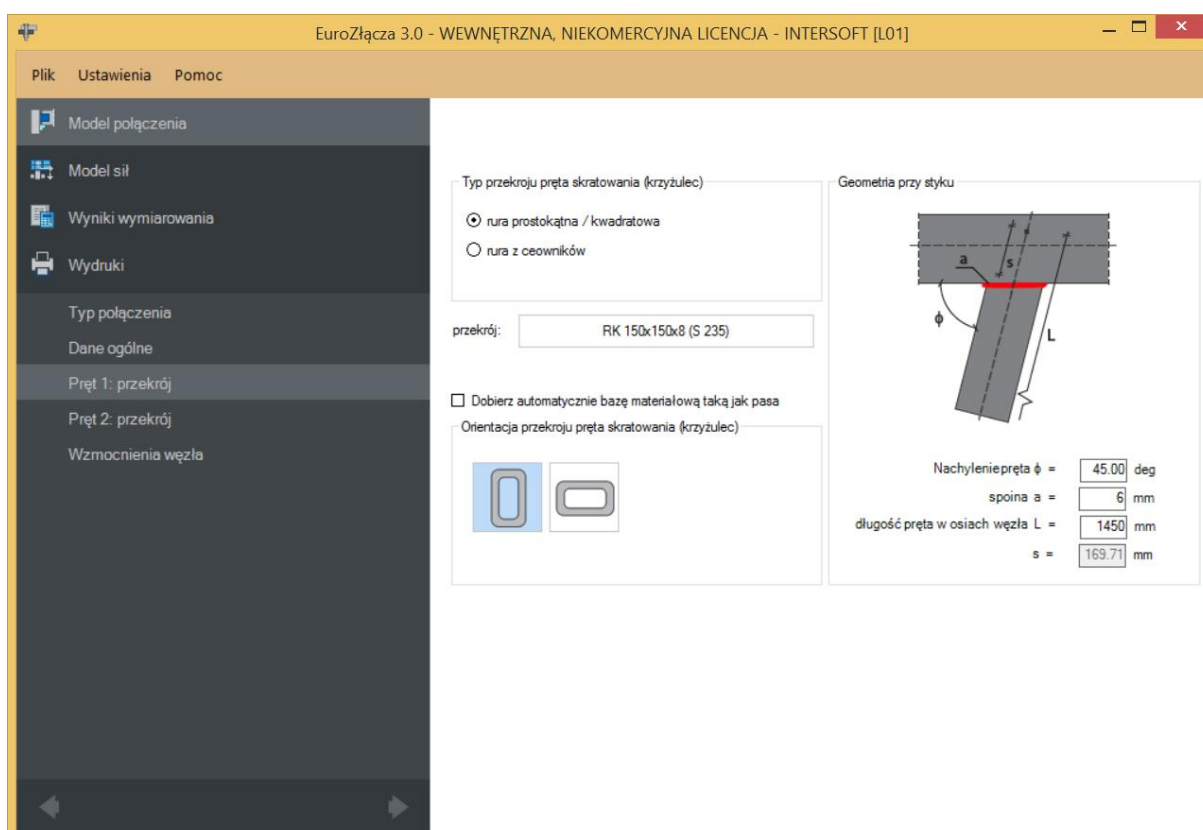 EuroZłącza 3.0 - WEWNĘTRZNA, NIEKOMERCYJNA LICENCJA - INTERSOFT [L01]
Plik Ustawienia Pomoc
Model połączenia
Model sił
Wyniki wymiarowania
Wydruki
Typ połączenia
Dane ogólne
Pręt 1: przekrój
Pręt 2: przekrój
Wzmocnienia węzła
Typ przekroju pręta skratowania (krzyżulec)
rura prostokątna / kwadratowa
rura z ceowników
przekrój: RK 150x150x8 (S 235)
Dobierz automatycznie bazę materiałową taką jak pasa
Orientacja przekroju pręta skratowania (krzyżulec)
Geometria przy styku
a
s
ϕ
L
Nachylenie pręta ϕ = 45.00 deg
spoina a = 6 mm
długość pręta w osiach węzła L = 1450 mm
s = 169.71 mm